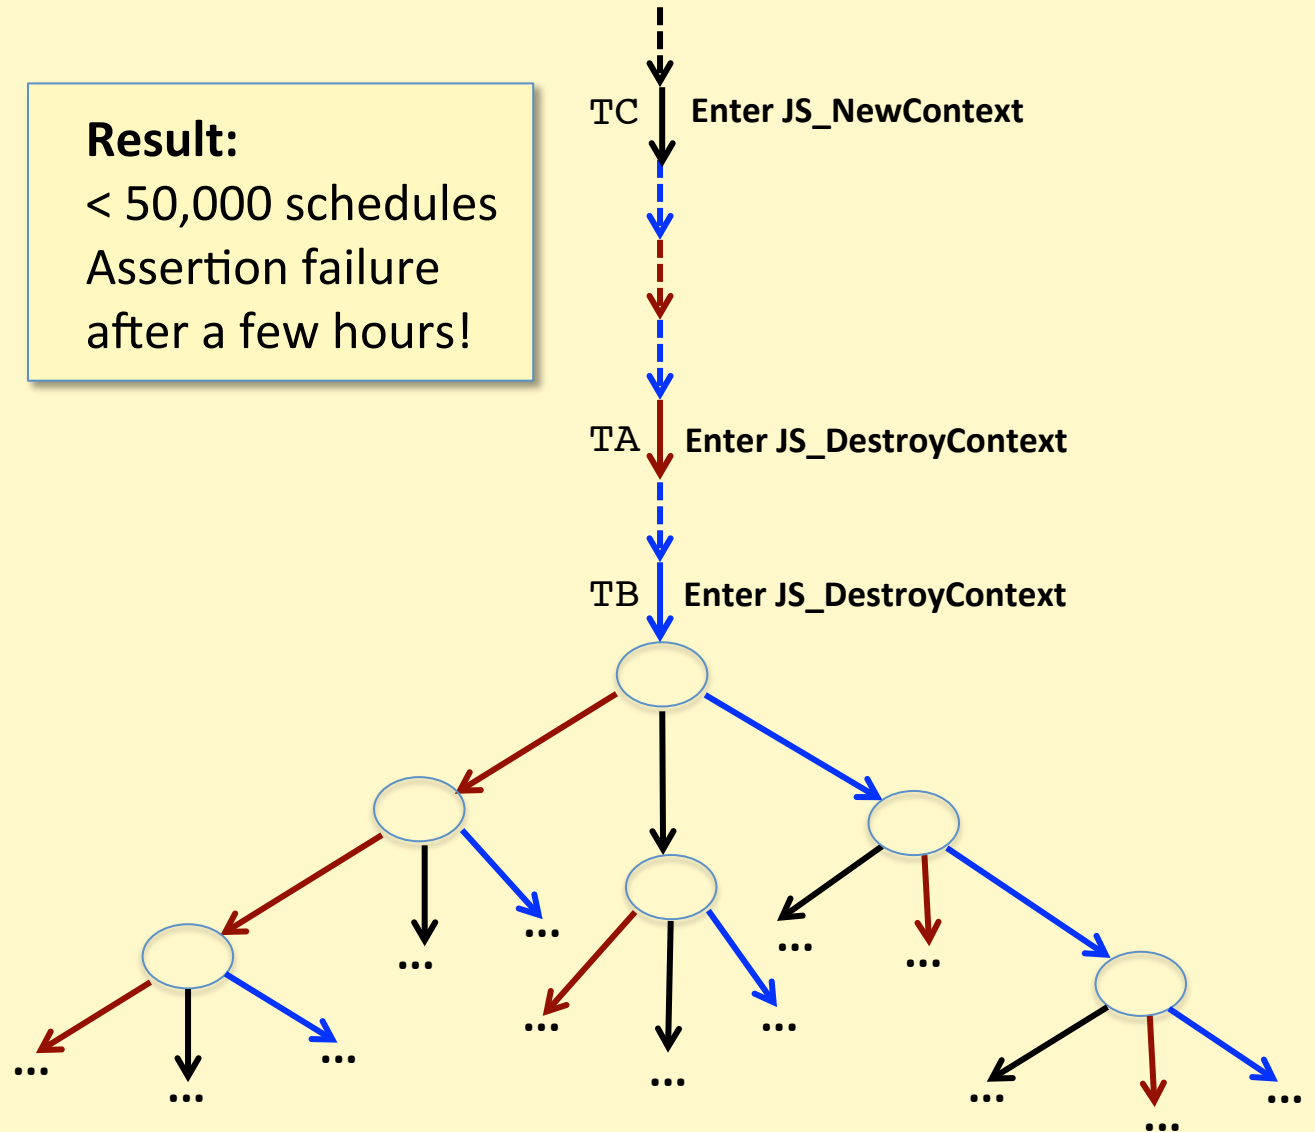 TC Enter JS_NewContext
Result:
< 50,000 schedules
Assertion failure
after a few hours!
TA Enter JS_DestroyContext
TB Enter JS_DestroyContext
...
...
...
...
...
...
...
...
...
...
...
...
...